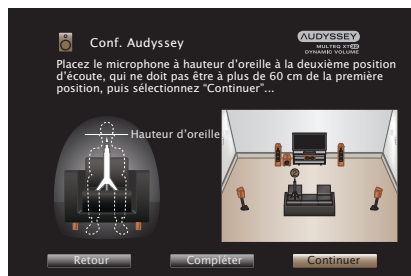 Conf. Audyssey
AUDYSSEY
MULTEQ XT32
DYNAMIC VOLUME
Placez le microphone à hauteur d'oreille à la deuxième position
d'écoute, qui ne doit pas être à plus de 60 cm de la première
position, puis sélectionnez “Continuer”...
Hauteur d'oreille
Retour
Compléter
Continuer